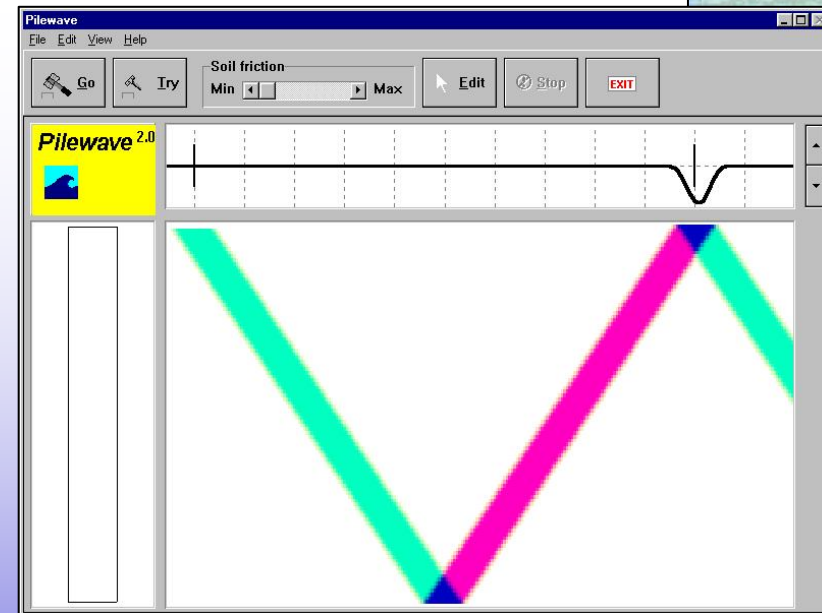 Pilewave
File Edit View Help
Go
Try
Soil friction
Min
Max
Edit
Stop
EXIT
Pilewave 2.0